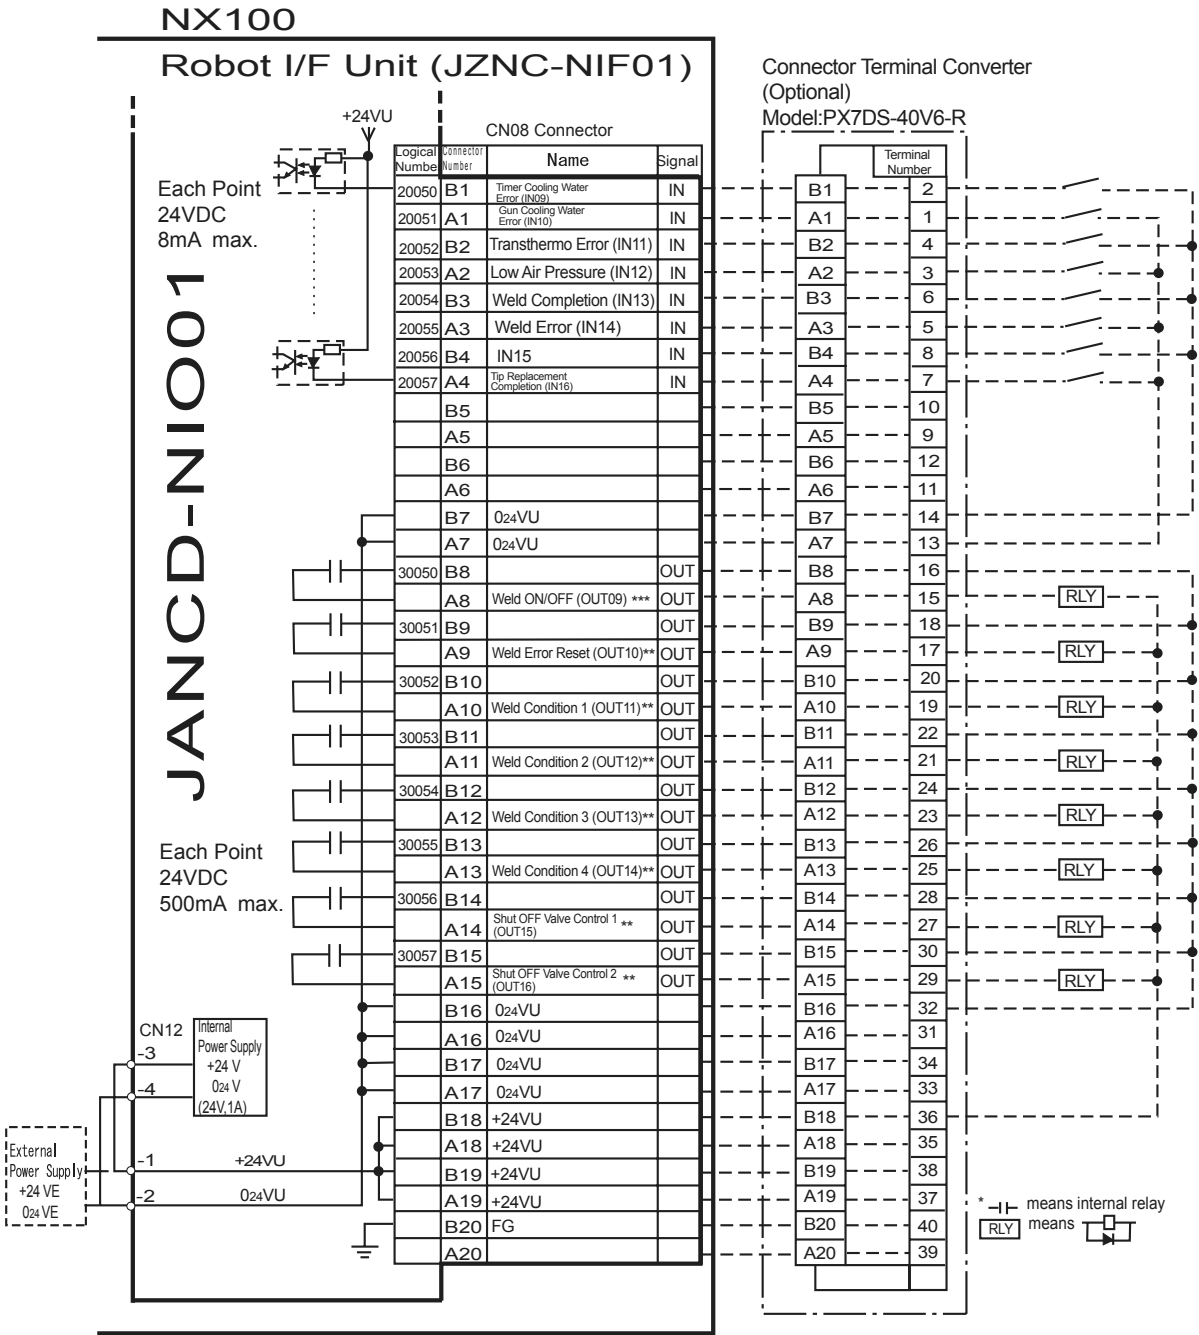 NX100
Robot I/F Unit (JZNC-NIF01)
Connector Terminal Converter
(Optional)
Model:PX7DS-40V6-R
+24VU
CN08 Connector
Logical Numbe Connector Number Name Signal
Terminal Number
Each Point
24VDC
8mA max.
JANCD-NIO01
20050 B1 Timer Cooling Water Error (IN09) IN B1 2
20051 A1 Gun Cooling Water Error (IN10) IN A1 1
20052 B2 Transthermo Error (IN11) IN B2 4
20053 A2 Low Air Pressure (IN12) IN A2 3
20054 B3 Weld Completion (IN13) IN B3 6
20055 A3 Weld Error (IN14) IN A3 5
20056 B4 IN15 IN B4 8
20057 A4 Tip Replacement Completion (IN16) IN A4 7
B5 B5 10
A5 A5 9
B6 B6 12
A6 A6 11
B7 024VU B7 14
A7 024VU A7 13
30050 B8 OUT B8 16
A8 Weld ON/OFF (OUT09) *** OUT A8 15 RLY
30051 B9 OUT B9 18
A9 Weld Error Reset (OUT10)** OUT A9 17 RLY
30052 B10 OUT B10 20
A10 Weld Condition 1 (OUT11)** OUT A10 19 RLY
30053 B11 OUT B11 22
A11 Weld Condition 2 (OUT12)** OUT A11 21 RLY
30054 B12 OUT B12 24
A12 Weld Condition 3 (OUT13)** OUT A12 23 RLY
30055 B13 OUT B13 26
A13 Weld Condition 4 (OUT14)** OUT A13 25 RLY
30056 B14 OUT B14 28
A14 Shut OFF Valve Control 1 (OUT15) ** OUT A14 27 RLY
30057 B15 OUT B15 30
A15 Shut OFF Valve Control 2 (OUT16) ** OUT A15 29 RLY
B16 024VU B16 32
A16 024VU A16 31
B17 024VU B17 34
A17 024VU A17 33
B18 +24VU B18 36
A18 +24VU A18 35
B19 +24VU B19 38
A19 +24VU A19 37
B20 FG B20 40
A20 A20 39
Each Point
24VDC
500mA max.
CN12
-3
-4
Internal
Power Supply
+24 V
024 V
(24V,1A)
External
Power Supply
+24 VE
024 VE
-1 +24VU
-2 024VU
* means internal relay
RLY means